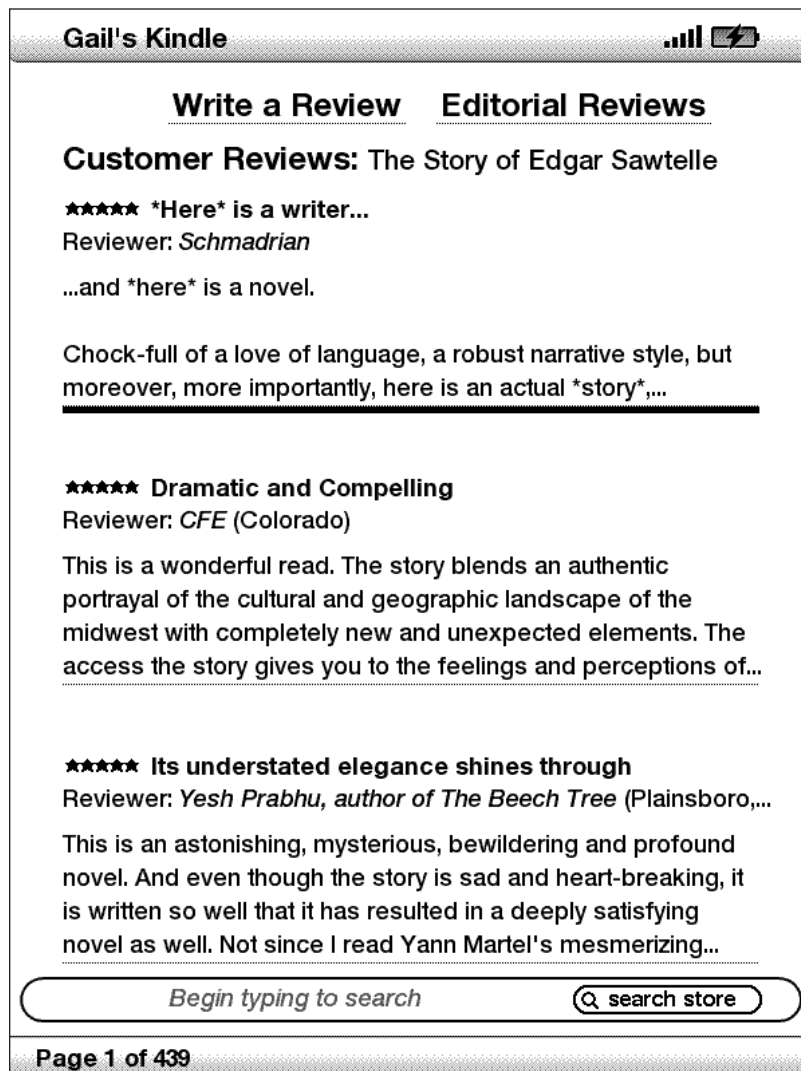 Gail's Kindle
Write a Review Editorial Reviews
Customer Reviews: The Story of Edgar Sawtelle
★★★★★ *Here* is a writer...
Reviewer: Schmadrian
...and *here* is a novel.
Chock-full of a love of language, a robust narrative style, but
moreover, more importantly, here is an actual *story*,...
★★★★★ Dramatic and Compelling
Reviewer: CFE (Colorado)
This is a wonderful read. The story blends an authentic
portrayal of the cultural and geographic landscape of the
midwest with completely new and unexpected elements. The
access the story gives you to the feelings and perceptions of...
★★★★★ Its understated elegance shines through
Reviewer: Yesh Prabhu, author of The Beech Tree (Plainsboro,...
This is an astonishing, mysterious, bewildering and profound
novel. And even though the story is sad and heart-breaking, it
is written so well that it has resulted in a deeply satisfying
novel as well. Not since I read Yann Martel's mesmerizing...
Begin typing to search search store
Page 1 of 439